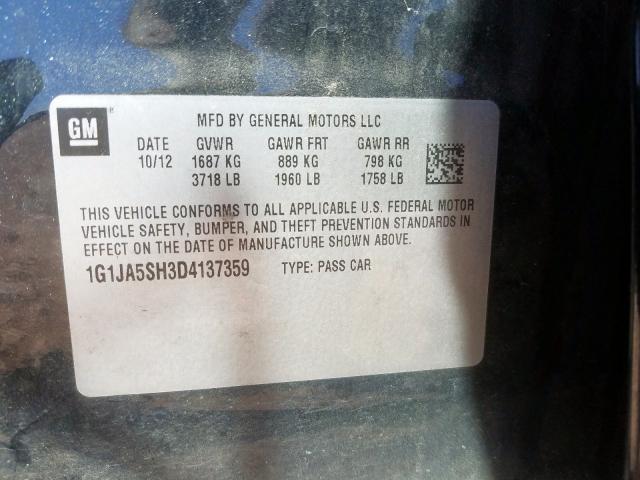 GM ®
MFD BY GENERAL MOTORS LLC
DATE GVWR GAWR FRT GAWR RR
10/12 1687 KG 889 KG 798 KG
3718 LB 1960 LB 1758 LB
THIS VEHICLE CONFORMS TO ALL APPLICABLE U.S. FEDERAL MOTOR
VEHICLE SAFETY, BUMPER, AND THEFT PREVENTION STANDARDS IN
EFFECT ON THE DATE OF MANUFACTURE SHOWN ABOVE.
1G1JA5SH3D4137359 TYPE: PASS CAR